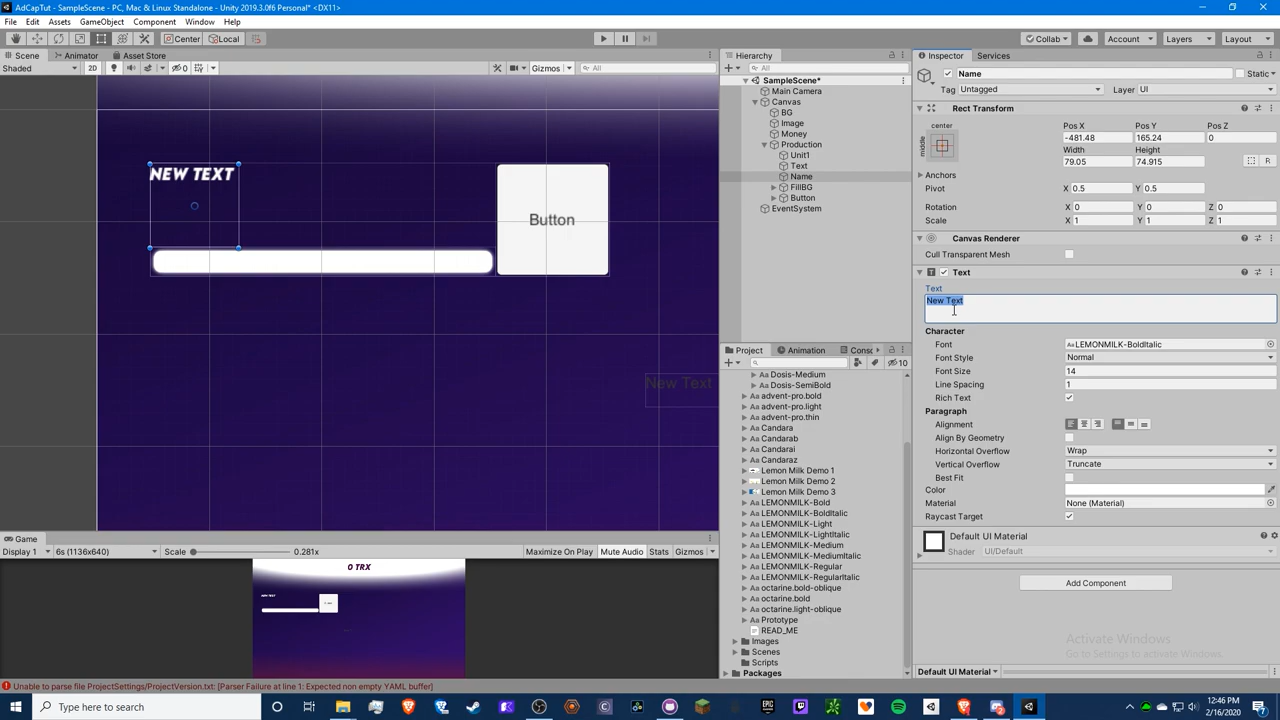 AdCapTut - SampleScene - PC, Mac & Linux Standalone - Unity 2019.3.0f6 Personal* <DX11>
File Edit Assets GameObject Component Window Help
Center Local
Collab Account Layers Layout
Scene Animator Asset Store
Shaded 2D 0 Gizmos All
NEW TEXT
Button
New Text
Hierarchy
All
SampleScene*
Main Camera
Canvas
BG
Image
Money
Production
Unit1
Text
Name
FillBG
Button
EventSystem
Project Animation Consc
10
Dosis-Medium
Dosis-SemiBold
advent-pro.bold
advent-pro.light
advent-pro.thin
Candara
Candarab
Candarai
Candaraz
Lemon Milk Demo 1
Lemon Milk Demo 2
Lemon Milk Demo 3
LEMONMILK-Bold
LEMONMILK-BoldItalic
LEMONMILK-Light
LEMONMILK-LightItalic
LEMONMILK-Medium
LEMONMILK-MediumItalic
LEMONMILK-Regular
LEMONMILK-RegularItalic
octarine.bold-oblique
octarine.bold
octarine.light-oblique
Prototype
READ_ME
Images
Scenes
Scripts
Packages
Inspector Services
Name Static
Tag Untagged Layer UI
Rect Transform
center
middle
Pos X Pos Y Pos Z
-481.48 165.24 0
Width Height
79.05 74.915
R
Anchors
Pivot X 0.5 Y 0.5
Rotation X 0 Y 0 Z 0
Scale X 1 Y 1 Z 1
Canvas Renderer
Cull Transparent Mesh
Text
Text
New Text
Character
Font LEMONMILK-BoldItalic
Font Style Normal
Font Size 14
Line Spacing 1
Rich Text
Paragraph
Alignment
Align By Geometry
Horizontal Overflow Wrap
Vertical Overflow Truncate
Best Fit
Color
Material None (Material)
Raycast Target
Default UI Material
Shader UI/Default
Add Component
Activate Windows
Go to Settings to activate Windows.
Default UI Material
Game
Display 1 6s (1136x640) Scale 0.281x Maximize On Play Mute Audio Stats Gizmos
0 TRX
NEW TEXT
Unable to parse file ProjectSettings/ProjectVersion.txt: [Parser Failure at line 1: Expected non empty YAML buffer]
Type here to search
12:46 PM
2/16/2020